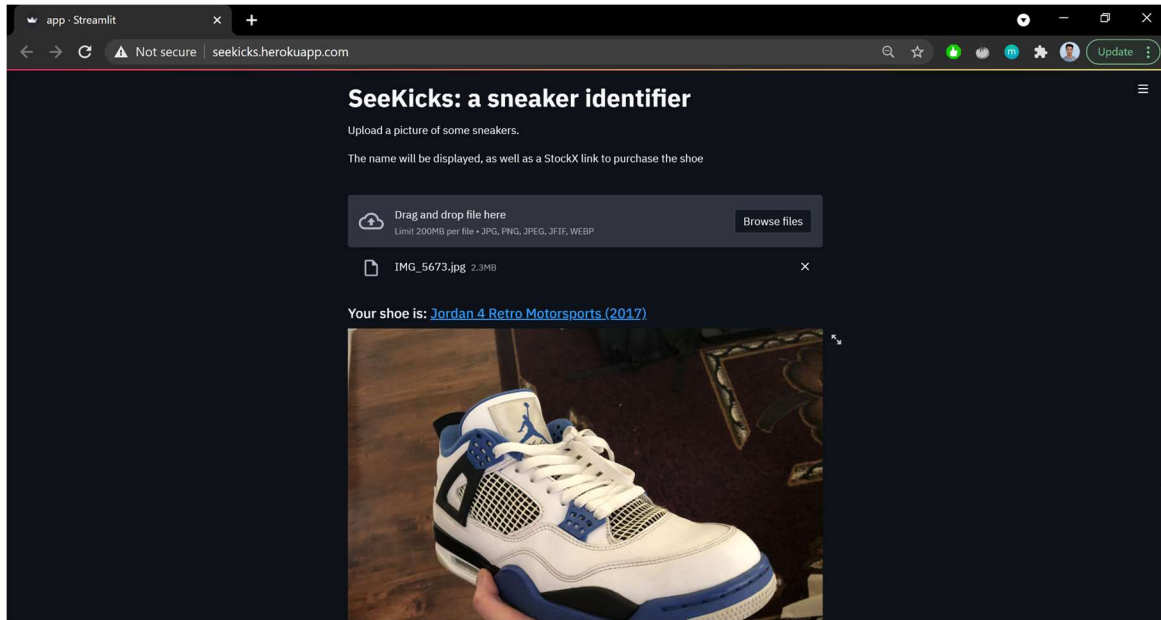 app · Streamlit
Not secure | seekicks.herokuapp.com
Update
SeeKicks: a sneaker identifier
Upload a picture of some sneakers.
The name will be displayed, as well as a StockX link to purchase the shoe
Drag and drop file here
Limit 200MB per file • JPG, PNG, JPEG, JFIF, WEBP
Browse files
IMG_5673.jpg 2.3MB
Your shoe is: Jordan 4 Retro Motorsports (2017)